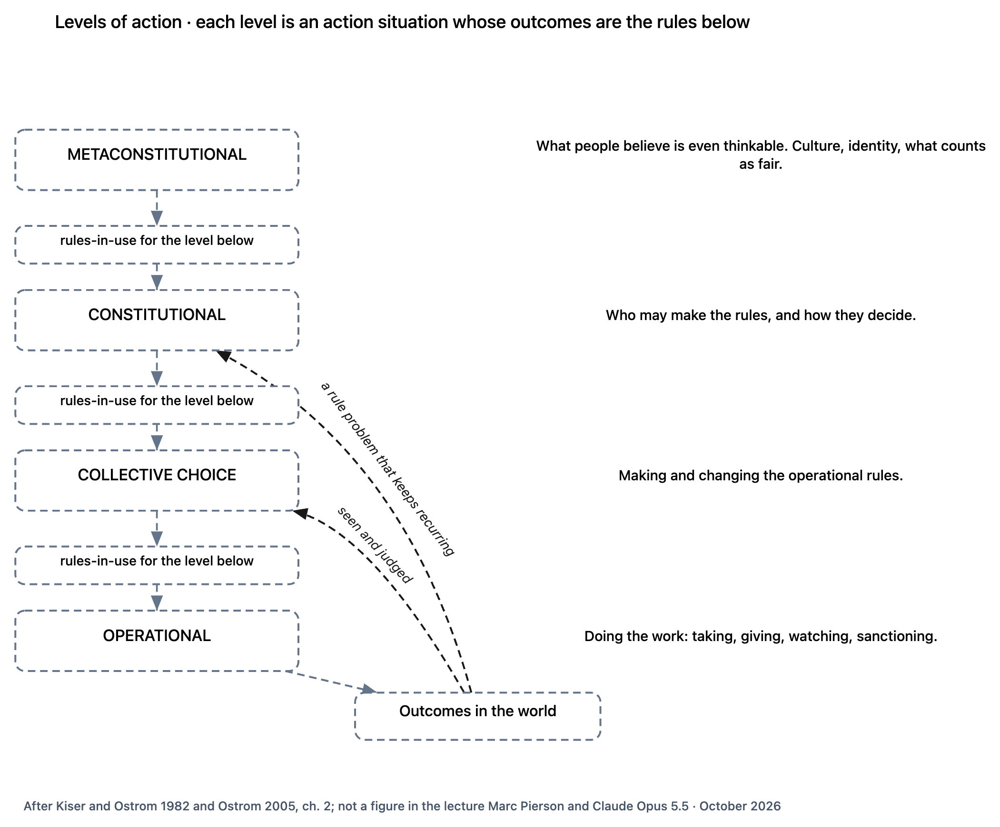 Levels of action · each level is an action situation whose outcomes are the rules below
METACONSTITUTIONAL
What people believe is even thinkable. Culture, identity, what counts
as fair.
rules-in-use for the level below
CONSTITUTIONAL
Who may make the rules, and how they decide.
rules-in-use for the level below
a rule problem that keeps recurring
COLLECTIVE CHOICE
Making and changing the operational rules.
seen and judged
rules-in-use for the level below
OPERATIONAL
Doing the work: taking, giving, watching, sanctioning.
Outcomes in the world
After Kiser and Ostrom 1982 and Ostrom 2005, ch. 2; not a figure in the lecture Marc Pierson and Claude Opus 5.5 · October 2026